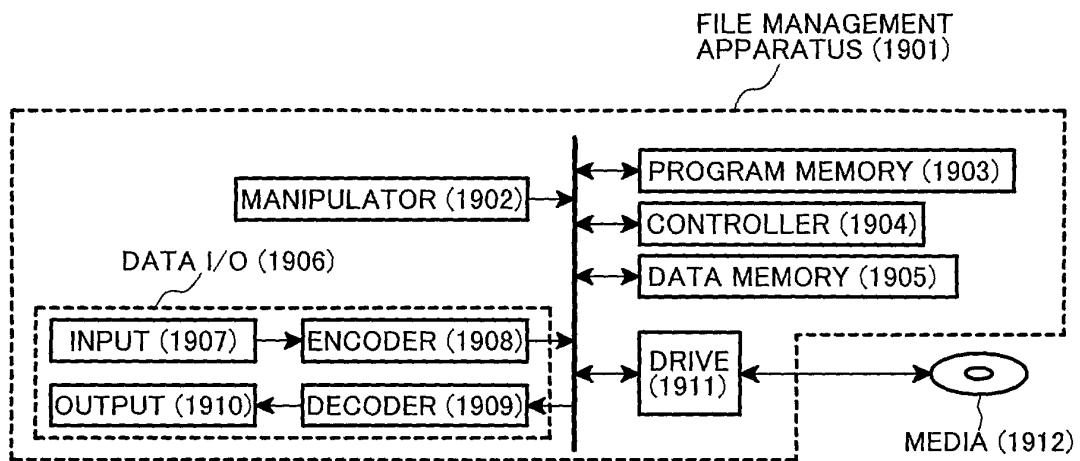 FILE MANAGEMENT
APPARATUS (1901)
PROGRAM MEMORY (1903)
MANIPULATOR (1902)
CONTROLLER (1904)
DATA I/O (1906)
DATA MEMORY (1905)
INPUT (1907)
ENCODER (1908)
DRIVE
(1911)
OUTPUT (1910)
DECODER (1909)
MEDIA (1912)